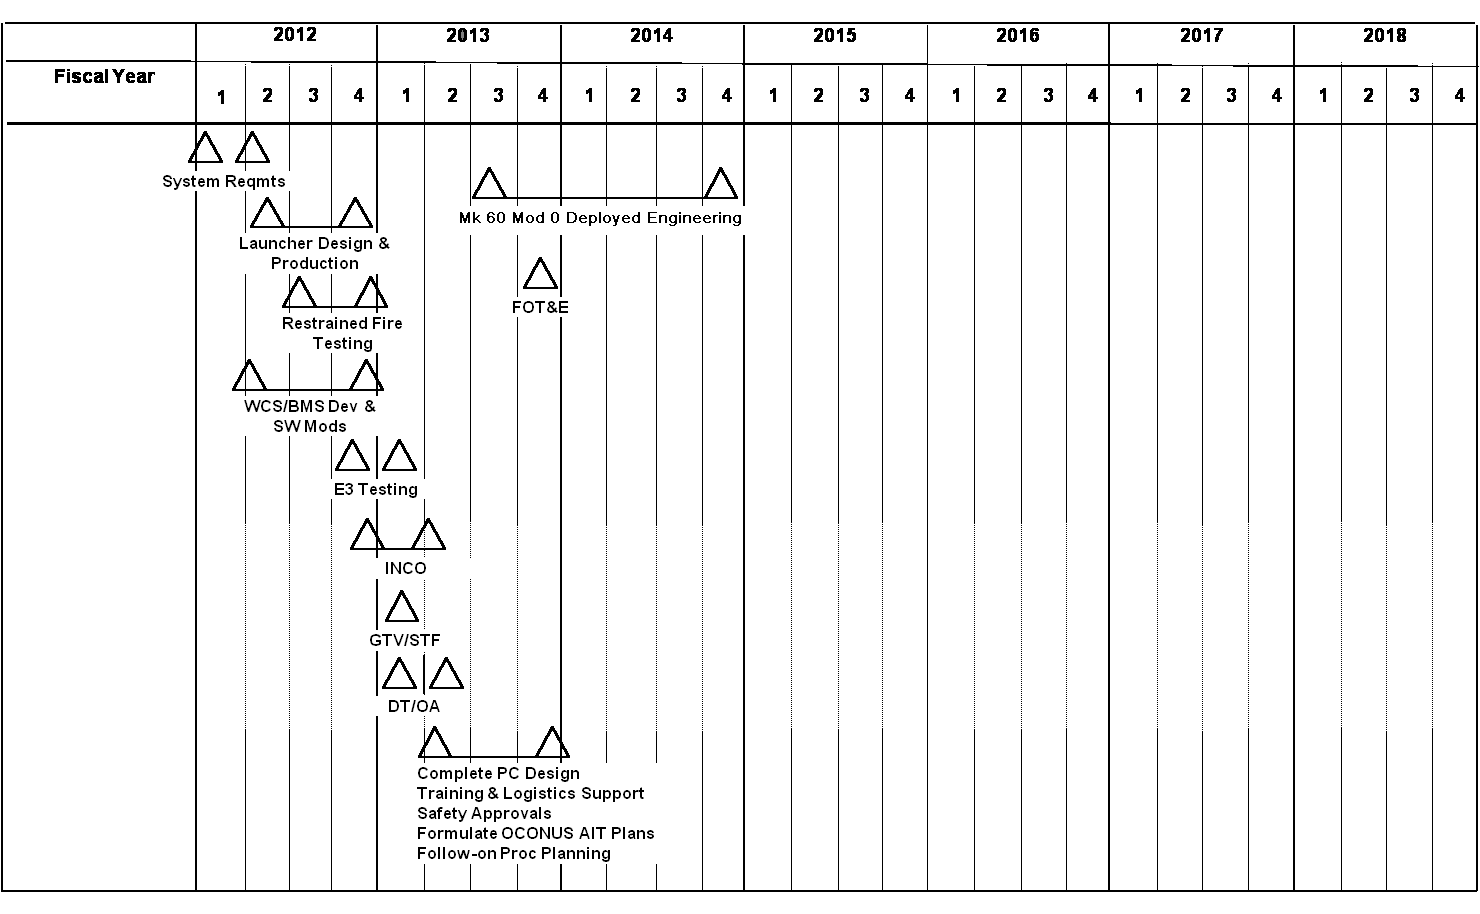 2012 2013 2014 2015 2016 2017 2018
Fiscal Year
1 2 3 4 1 2 3 4 1 2 3 4 1 2 3 4 1 2 3 4 1 2 3 4 1 2 3 4
System Reqmts
Mk 60 Mod 0 Deployed Engineering
Launcher Design &
Production
FOT&E
Restrained Fire
Testing
WCS/BMS Dev &
SW Mods
E3 Testing
INCO
GTV/STF
DT/OA
Complete PC Design
Training & Logistics Support
Safety Approvals
Formulate OCONUS AIT Plans
Follow-on Proc Planning